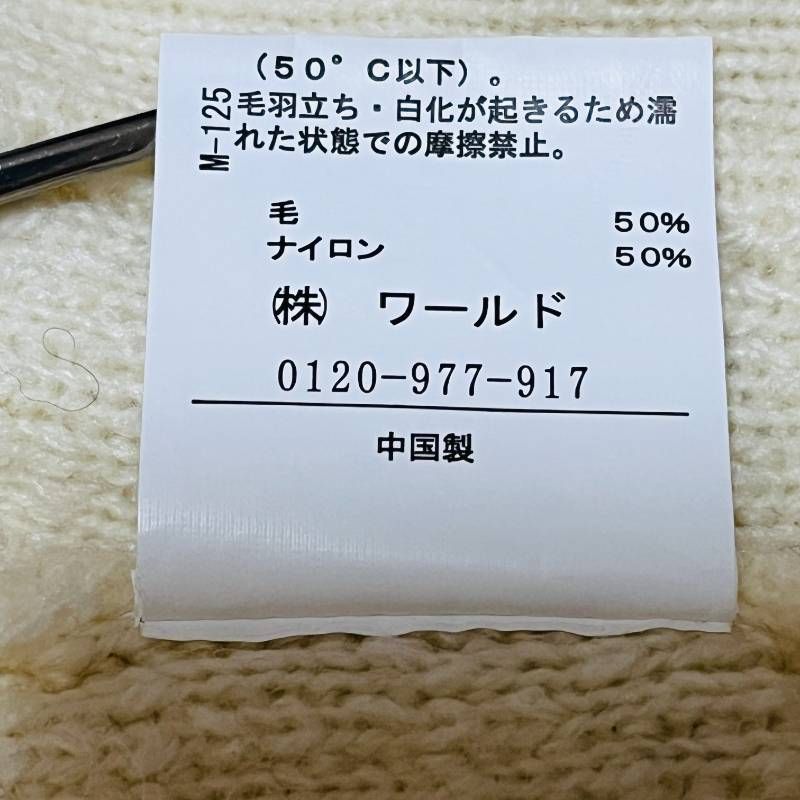 （50°C以下）。
毛羽立ち・白化が起きるため濡
れた状態での摩擦禁止。
M-125
毛 50%
ナイロン 50%
㈱ ワールド
0120-977-917
中国製